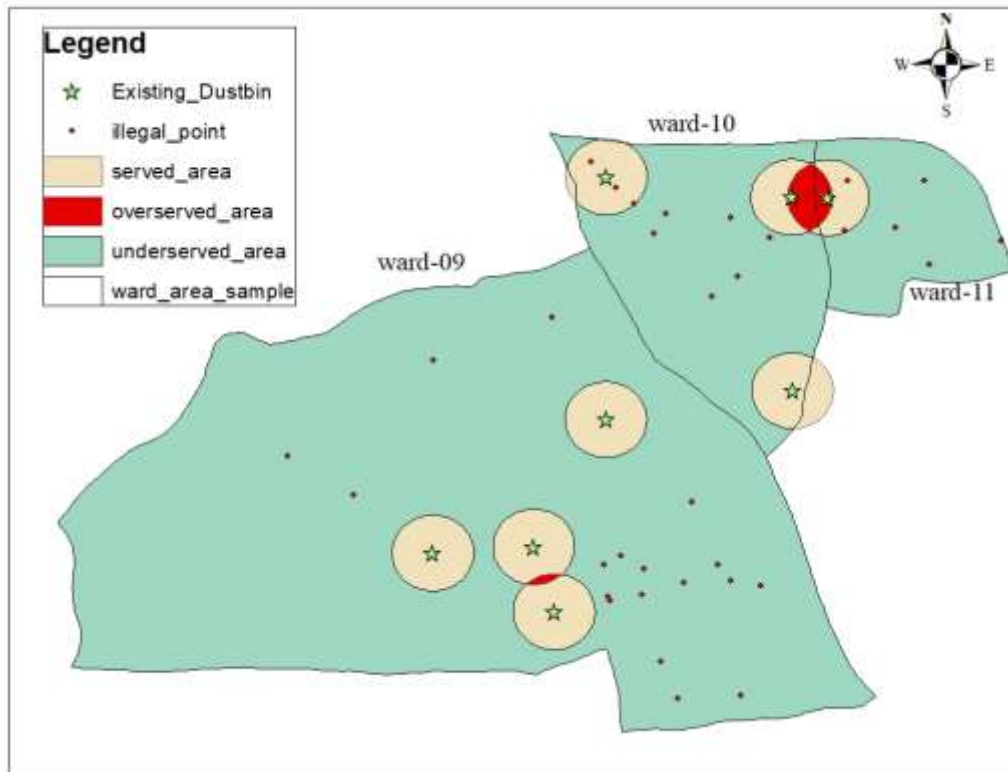 Legend
Existing_Dustbin
illegal_point
served_area
overserved_area
underserved_area
ward_area_sample
N
W E
S
ward-10
ward-09
ward-11